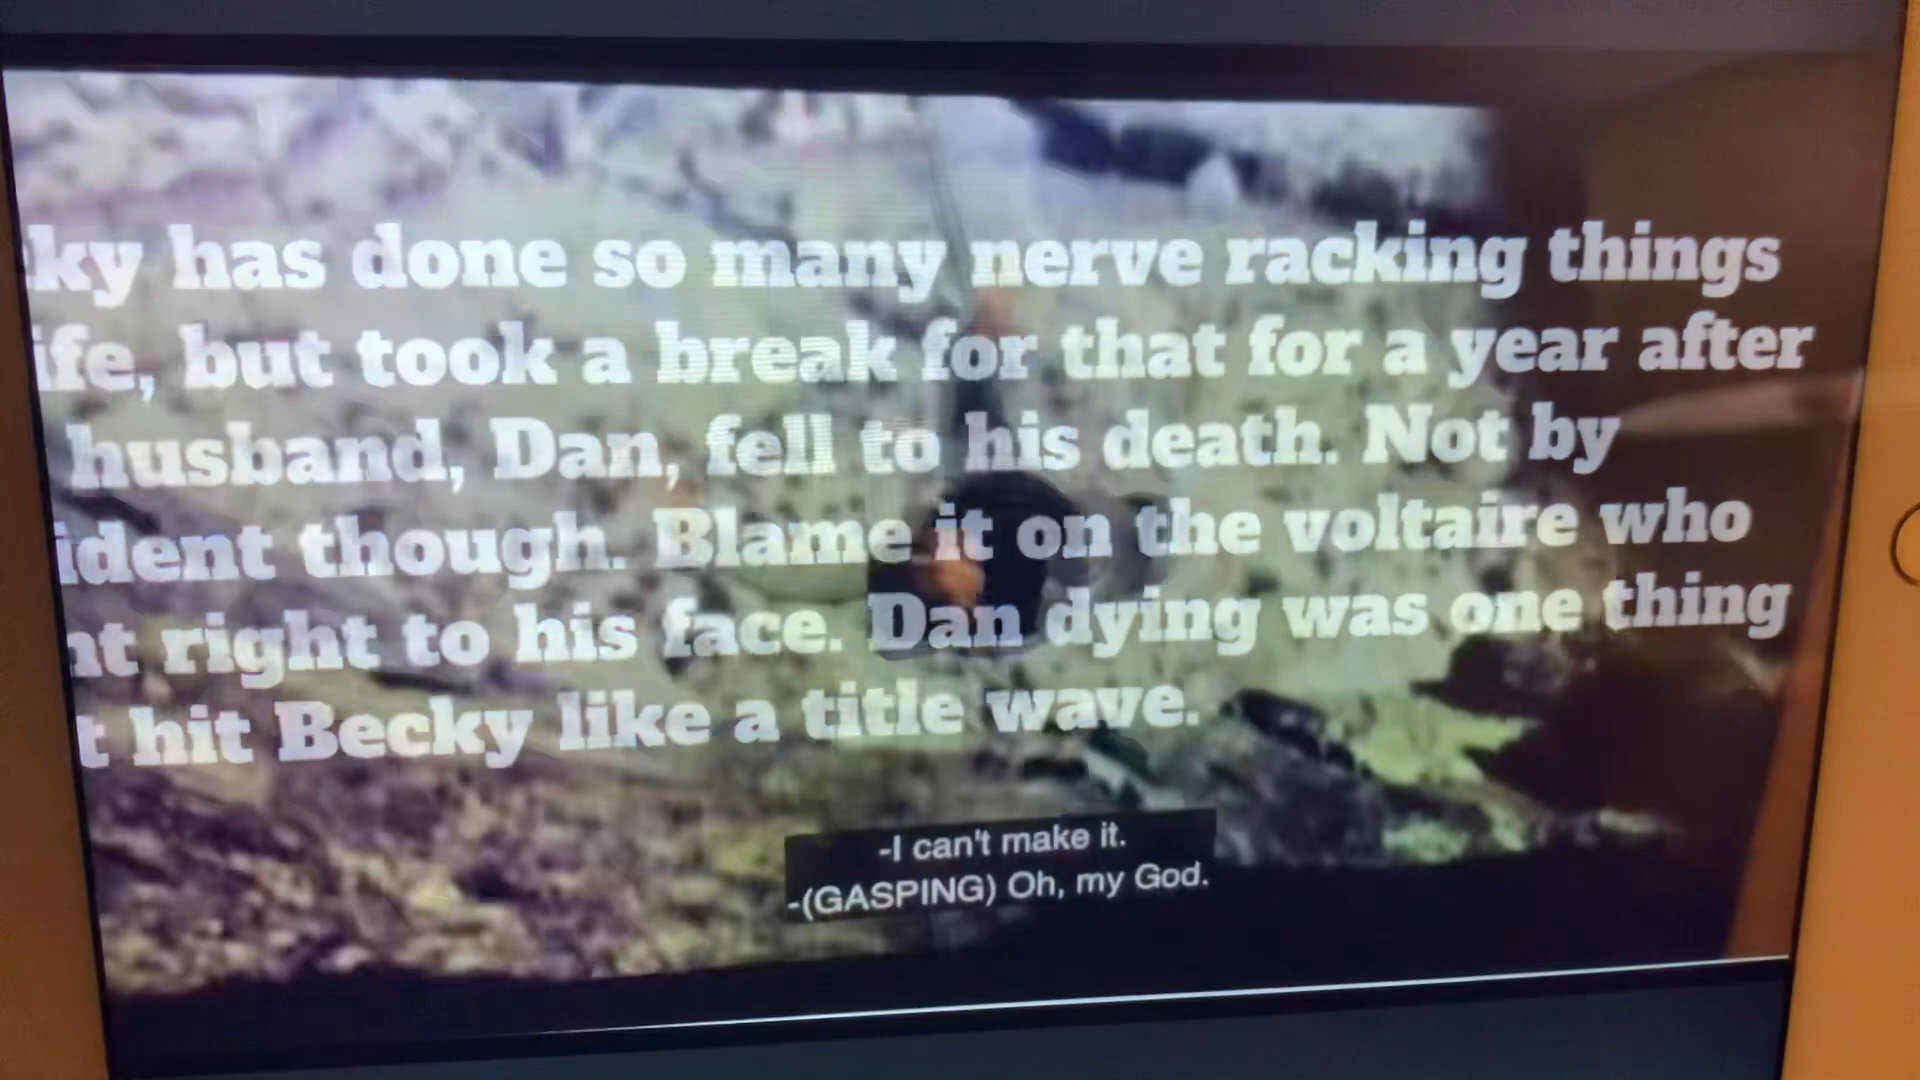 ky has done so many nerve racking things
ife, but took a break for that for a year after
husband, Dan, fell to his death. Not by
ident though. Blame it on the voltaire who
nt right to his face. Dan dying was one thing
t hit Becky like a title wave.
-I can't make it.
-(GASPING) Oh, my God.